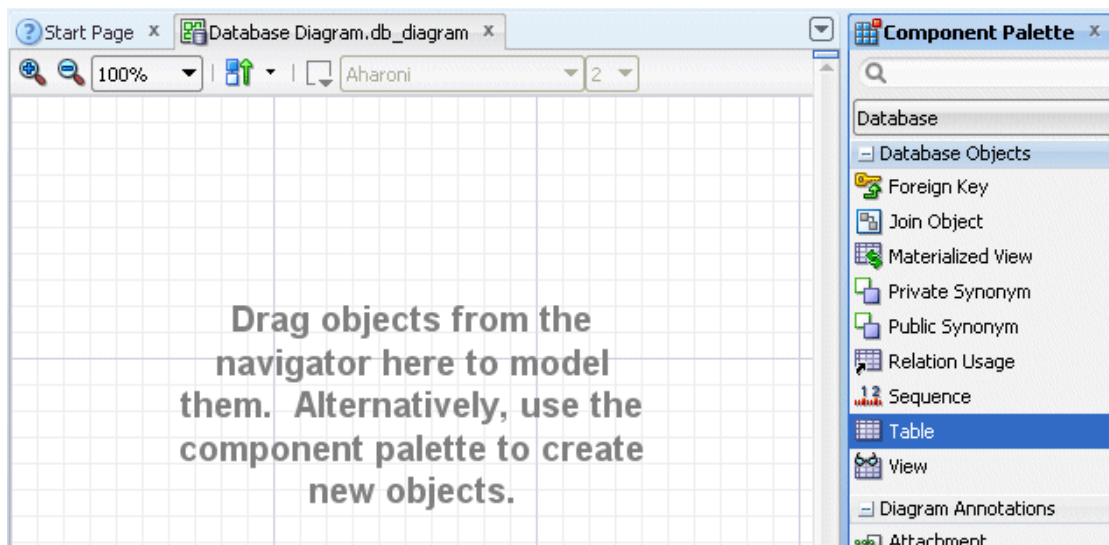 Start Page
Database Diagram.db_diagram
Component Palette
100%
Aharoni
2
Database
Database Objects
Foreign Key
Join Object
Materialized View
Private Synonym
Public Synonym
Relation Usage
Sequence
Table
View
Diagram Annotations
Attachment
Drag objects from the
navigator here to model
them. Alternatively, use the
component palette to create
new objects.